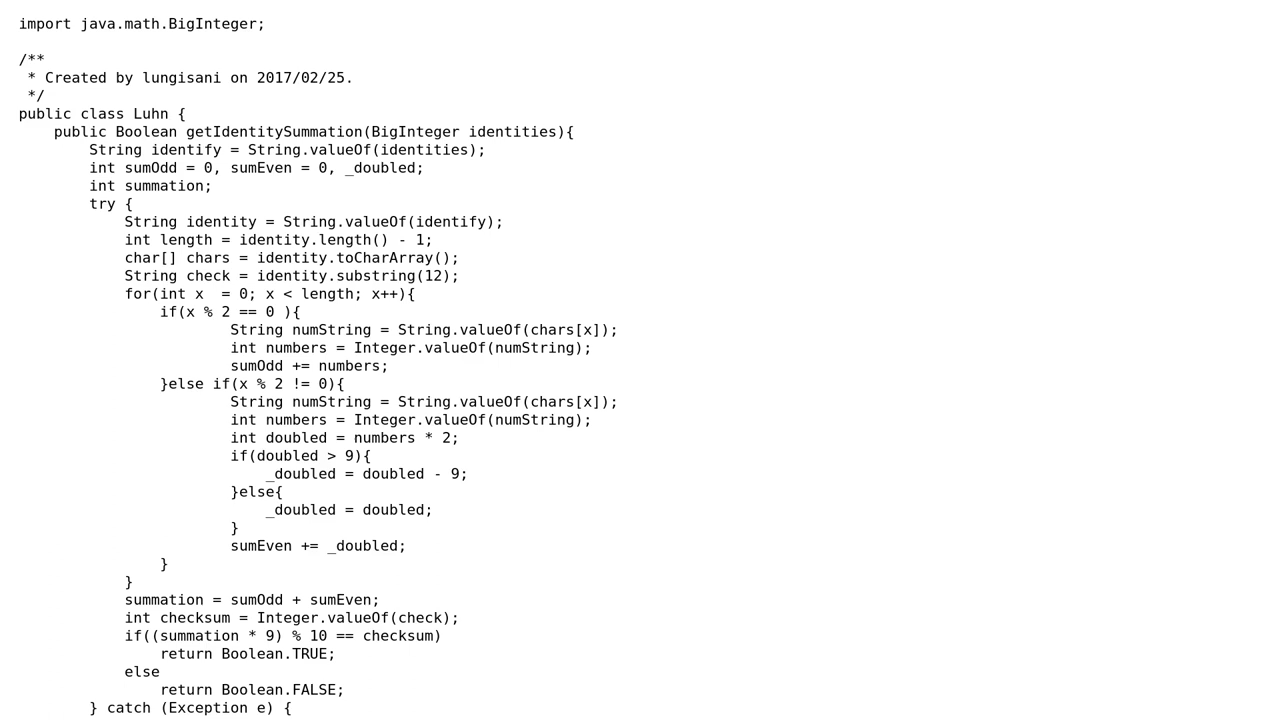 import java.math.BigInteger;

/**
 * Created by lungisani on 2017/02/25.
 */
public class Luhn {
    public Boolean getIdentitySummation(BigInteger identities){
        String identify = String.valueOf(identities);
        int sumOdd = 0, sumEven = 0, _doubled;
        int summation;
        try {
            String identity = String.valueOf(identify);
            int length = identity.length() - 1;
            char[] chars = identity.toCharArray();
            String check = identity.substring(12);
            for(int x  = 0; x < length; x++){
                if(x % 2 == 0 ){
                        String numString = String.valueOf(chars[x]);
                        int numbers = Integer.valueOf(numString);
                        sumOdd += numbers;
                }else if(x % 2 != 0){
                        String numString = String.valueOf(chars[x]);
                        int numbers = Integer.valueOf(numString);
                        int doubled = numbers * 2;
                        if(doubled > 9){
                            _doubled = doubled - 9;
                        }else{
                            _doubled = doubled;
                        }
                        sumEven += _doubled;
                }
            }
            summation = sumOdd + sumEven;
            int checksum = Integer.valueOf(check);
            if((summation * 9) % 10 == checksum)
                return Boolean.TRUE;
            else
                return Boolean.FALSE;
        } catch (Exception e) {